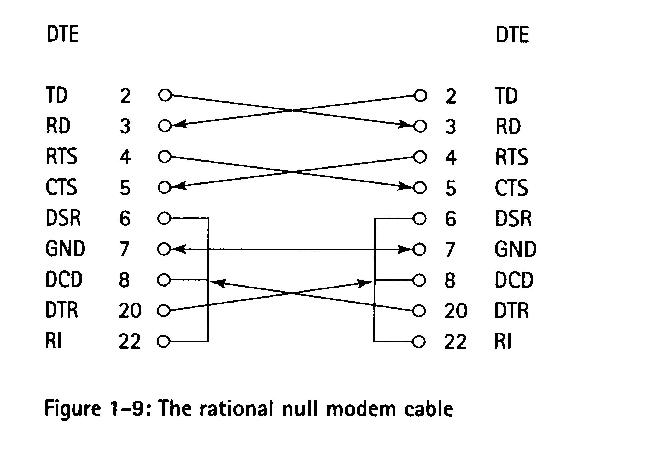 DTE DTE
TD 2 2 TD
RD 3 3 RD
RTS 4 4 RTS
CTS 5 5 CTS
DSR 6 6 DSR
GND 7 7 GND
DCD 8 8 DCD
DTR 20 20 DTR
RI 22 22 RI
Figure 1-9: The rational null modem cable